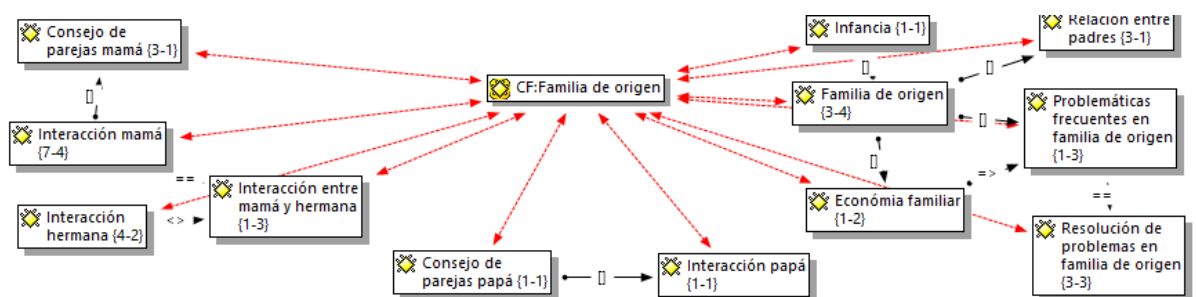 Consejo de
parejas mamá {3-1}
Infancia {1-1}
Relación entre
padres {3-1}
[]
[]
CF:Familia de origen
Familia de origen
{3-4}
[]
Problemáticas
frecuentes en
familia de origen
{1-3}
[]
Interacción mamá
{7-4}
[]
==
=>
Interacción entre
mamá y hermana
{1-3}
Económia familiar
{1-2}
==
Interacción
hermana {4-2}
<>
Resolución de
problemas en
familia de origen
{3-3}
Consejo de
parejas papá {1-1}
[]
Interacción papá
{1-1}